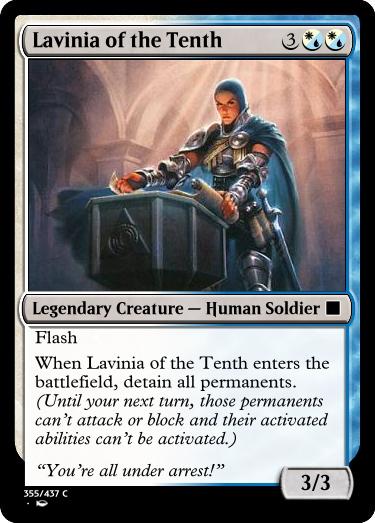 Lavinia of the Tenth 3
Legendary Creature — Human Soldier
Flash
When Lavinia of the Tenth enters the
battlefield, detain all permanents.
(Until your next turn, those permanents
can't attack or block and their activated
abilities can't be activated.)
“You're all under arrest!”
3/3
355/437 C